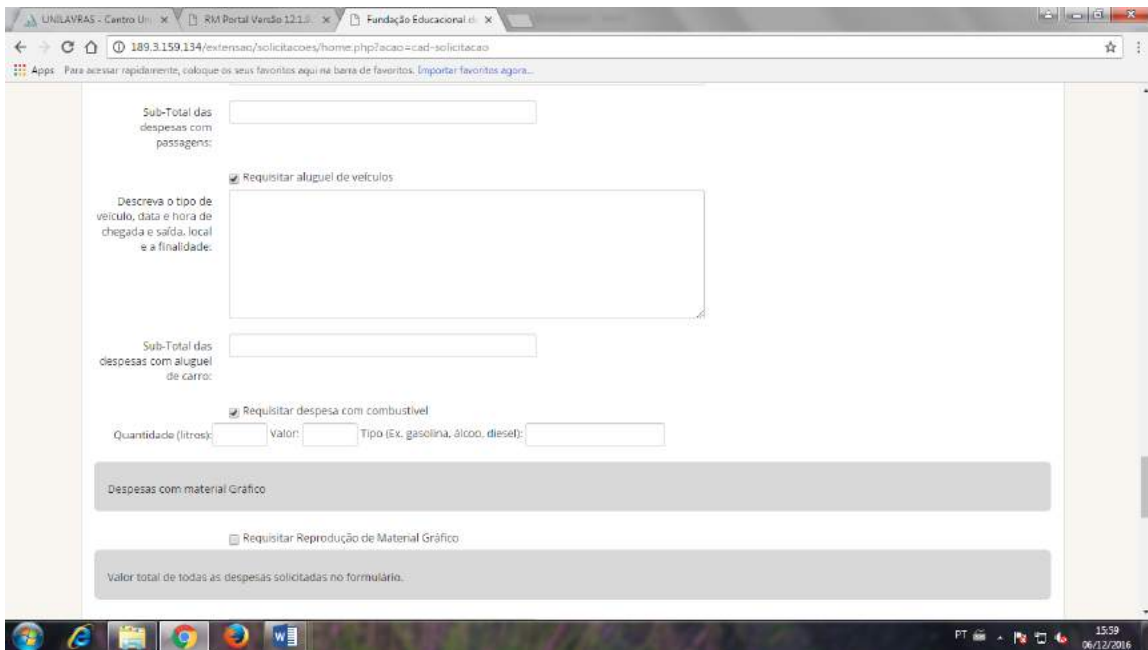 UNILAVRAS - Centro Un
RM Portal Versão 12.1.
Fundação Educacional d
189.3.159.134/extensao/solicitacoes/home.php?acao=cad-solicitacao
Apps Para acessar rapidamente, coloque os seus favoritos aqui na barra de favoritos. Importar favoritos agora...
Sub-Total das
despesas com
passagens:
Requisitar aluguel de veículos
Descreva o tipo de
veículo, data e hora de
chegada e saída, local
e a finalidade:
Sub-Total das
despesas com aluguel
de carro:
Requisitar despesa com combustível
Quantidade (litros): Valor: Tipo (Ex. gasolina, álcoo, diesel):
Despesas com material Gráfico
Requisitar Reprodução de Material Gráfico
Valor total de todas as despesas solicitadas no formulário.
PT
15:59
06/12/2016